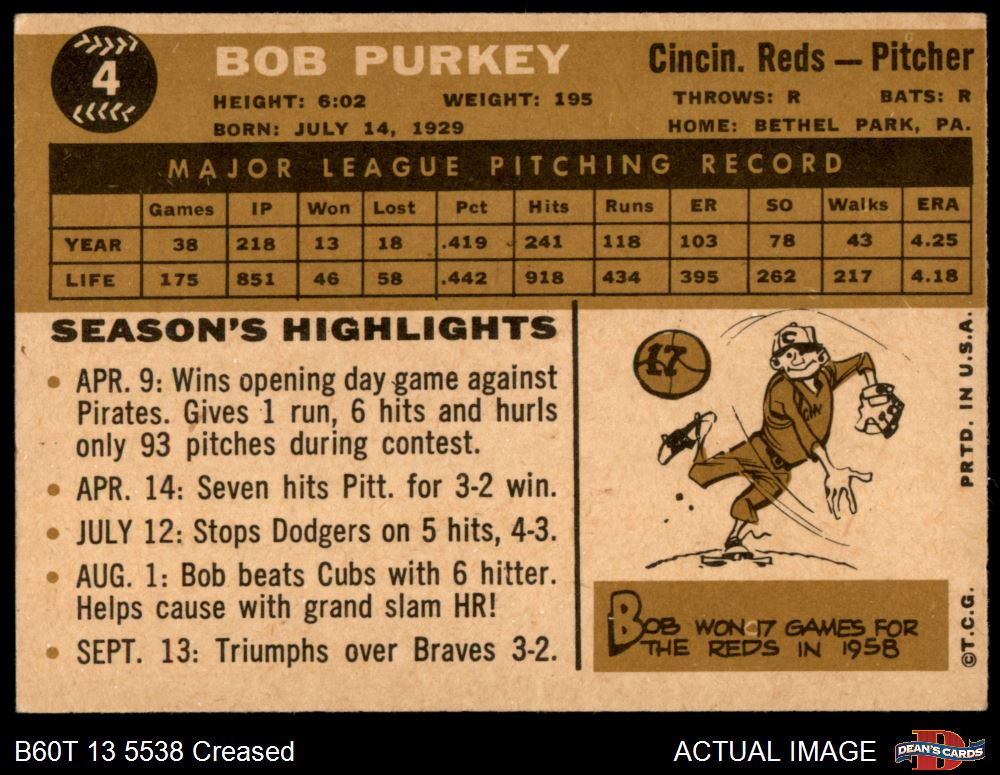 4
BOB PURKEY
Cincin. Reds — Pitcher
HEIGHT: 6:02 WEIGHT: 195 THROWS: R BATS: R
BORN: JULY 14, 1929 HOME: BETHEL PARK, PA.
MAJOR LEAGUE PITCHING RECORD
Games IP Won Lost Pct Hits Runs ER SO Walks ERA
YEAR 38 218 13 18 .419 241 118 103 78 43 4.25
LIFE 175 851 46 58 .442 918 434 395 262 217 4.18
SEASON'S HIGHLIGHTS
• APR. 9: Wins opening day game against
Pirates. Gives 1 run, 6 hits and hurls
only 93 pitches during contest.
• APR. 14: Seven hits Pitt. for 3-2 win.
• JULY 12: Stops Dodgers on 5 hits, 4-3.
• AUG. 1: Bob beats Cubs with 6 hitter.
Helps cause with grand slam HR!
• SEPT. 13: Triumphs over Braves 3-2.
17
C
CIN
BOB WON 17 GAMES FOR
THE REDS IN 1958
PRTD. IN U.S.A.
©T.C.G.
B60T 13 5538 Creased
ACTUAL IMAGE
D
DEAN'S CARDS